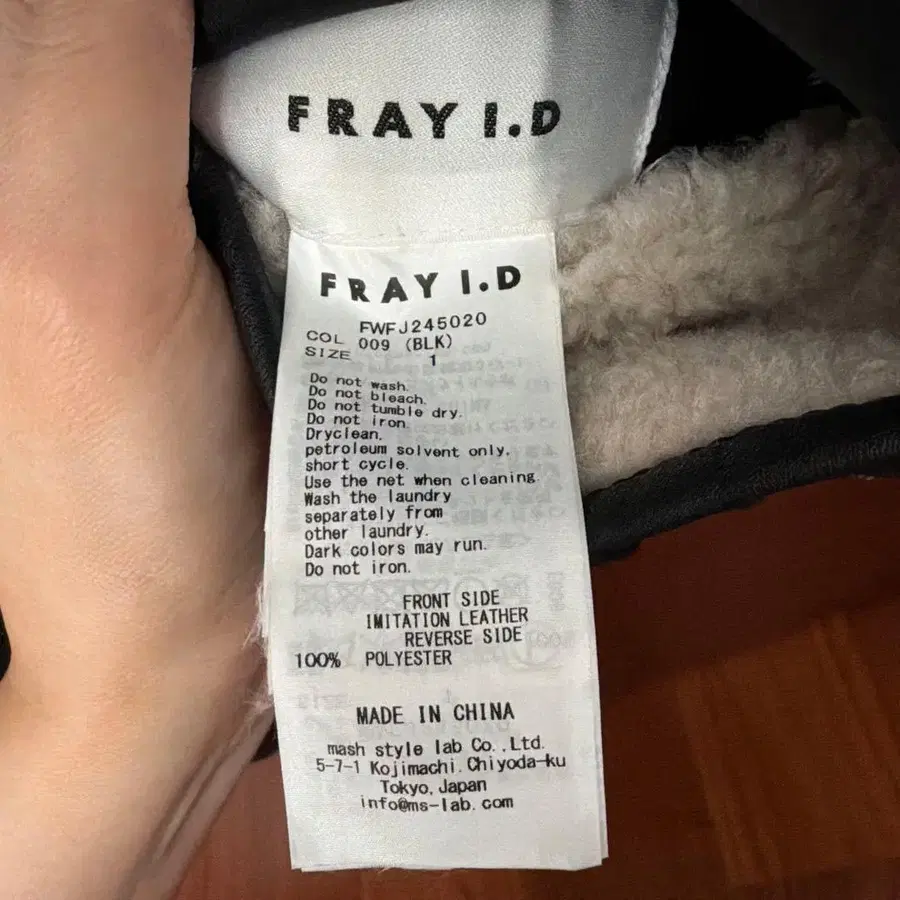 FRAY I.D
FRAY I.D
FWFJ245020
COL 009 (BLK)
SIZE 1
Do not wash.
Do not bleach.
Do not tumble dry.
Do not iron.
Dryclean,
petroleum solvent only,
short cycle.
Use the net when cleaning
Wash the laundry
separately from
other laundry.
Dark colors may run.
Do not iron.
FRONT SIDE
IMITATION LEATHER
REVERSE SIDE
100% POLYESTER
MADE IN CHINA
mash style lab Co.,Ltd.
5-7-1 Kojimachi.Chiyoda-ku
Tokyo,Japan
info@ms-lab.com